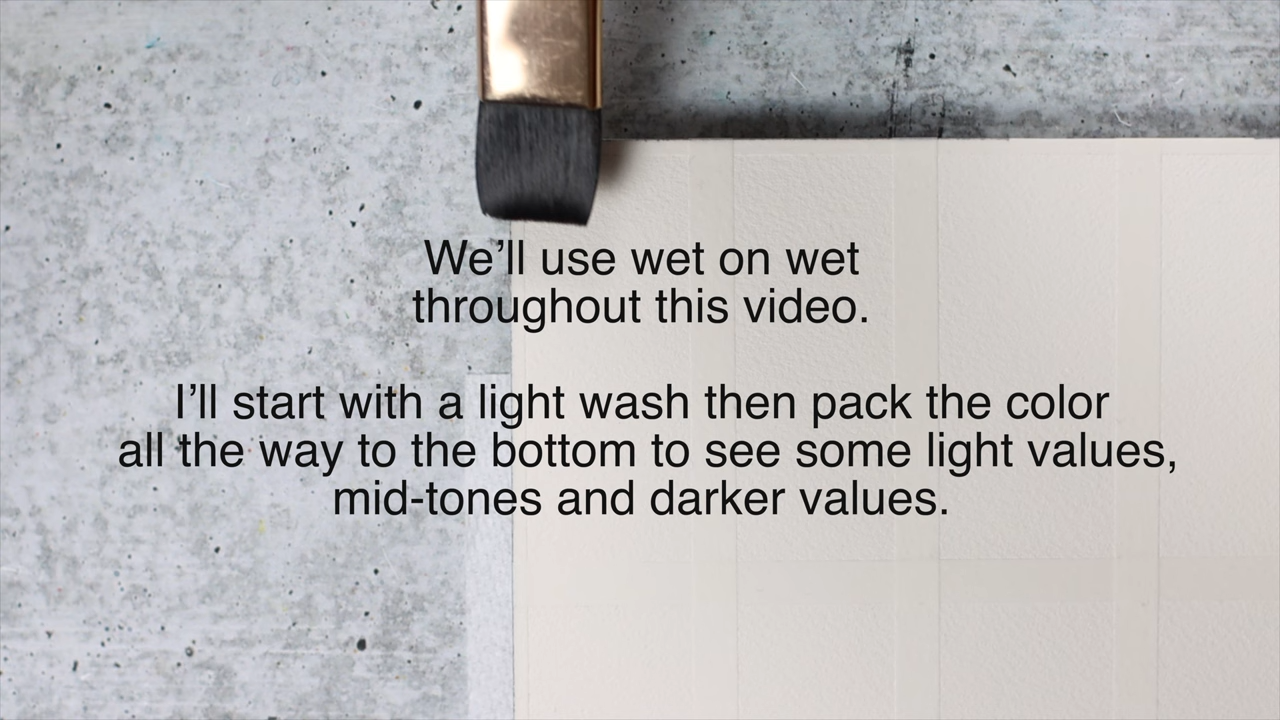 We’ll use wet on wet
throughout this video.
I’ll start with a light wash then pack the color
all the way to the bottom to see some light values,
mid-tones and darker values.